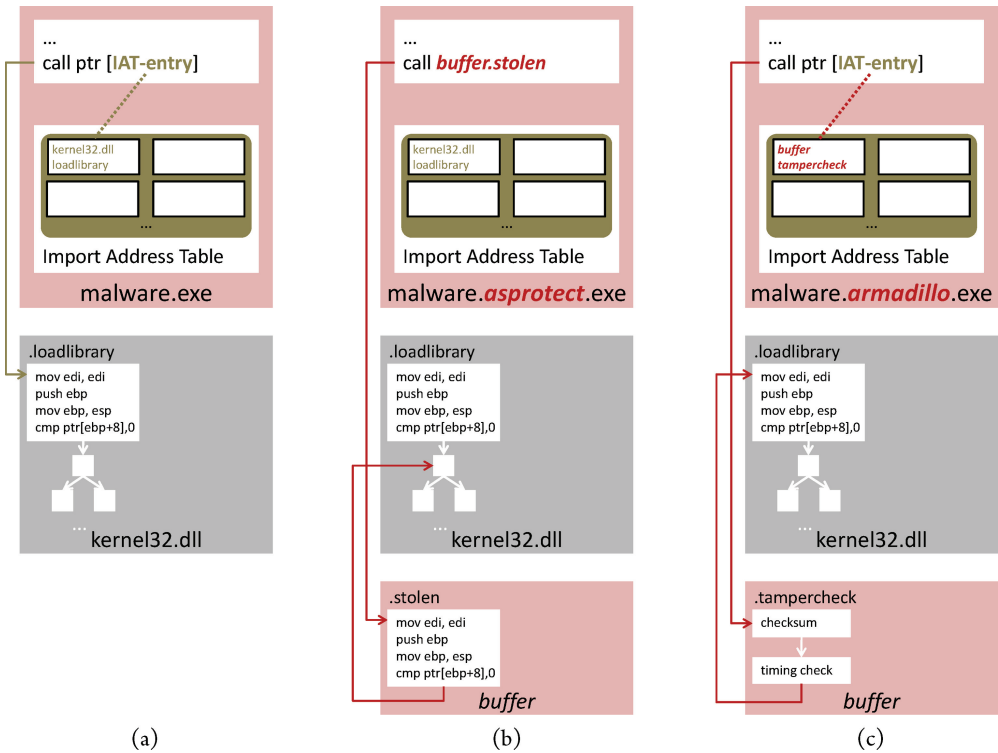 ...
call ptr [IAT-entry]
kernel32.dll
loadlibrary
...
Import Address Table
malware.exe
.loadlibrary
mov edi, edi
push ebp
mov ebp, esp
cmp ptr[ebp+8],0
...
kernel32.dll
(a)
...
call buffer.stolen
kernel32.dll
loadlibrary
...
Import Address Table
malware.asprotect.exe
.loadlibrary
mov edi, edi
push ebp
mov ebp, esp
cmp ptr[ebp+8],0
...
kernel32.dll
.stolen
mov edi, edi
push ebp
mov ebp, esp
cmp ptr[ebp+8],0
buffer
(b)
...
call ptr [IAT-entry]
buffer
tampercheck
...
Import Address Table
malware.armadillo.exe
.loadlibrary
mov edi, edi
push ebp
mov ebp, esp
cmp ptr[ebp+8],0
...
kernel32.dll
.tampercheck
checksum
timing check
buffer
(c)